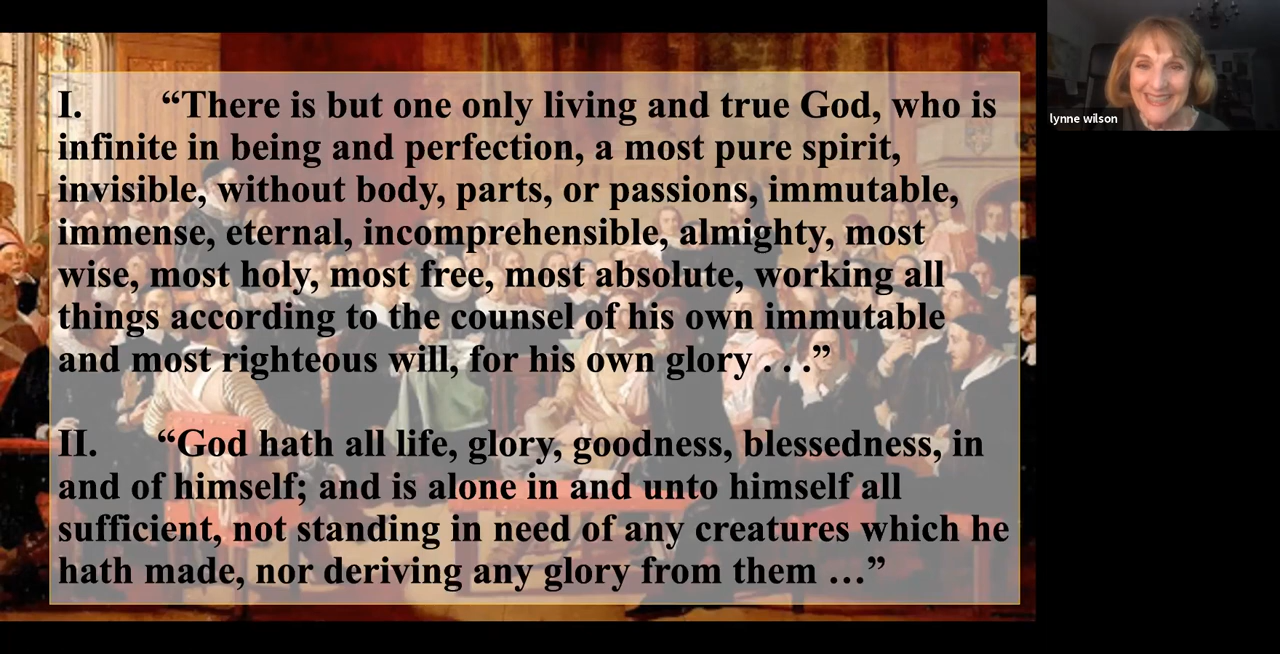 I. “There is but one only living and true God, who is
infinite in being and perfection, a most pure spirit,
invisible, without body, parts, or passions, immutable,
immense, eternal, incomprehensible, almighty, most
wise, most holy, most free, most absolute, working all
things according to the counsel of his own immutable
and most righteous will, for his own glory . . .”
II. “God hath all life, glory, goodness, blessedness, in
and of himself; and is alone in and unto himself all
sufficient, not standing in need of any creatures which he
hath made, nor deriving any glory from them …”
lynne wilson